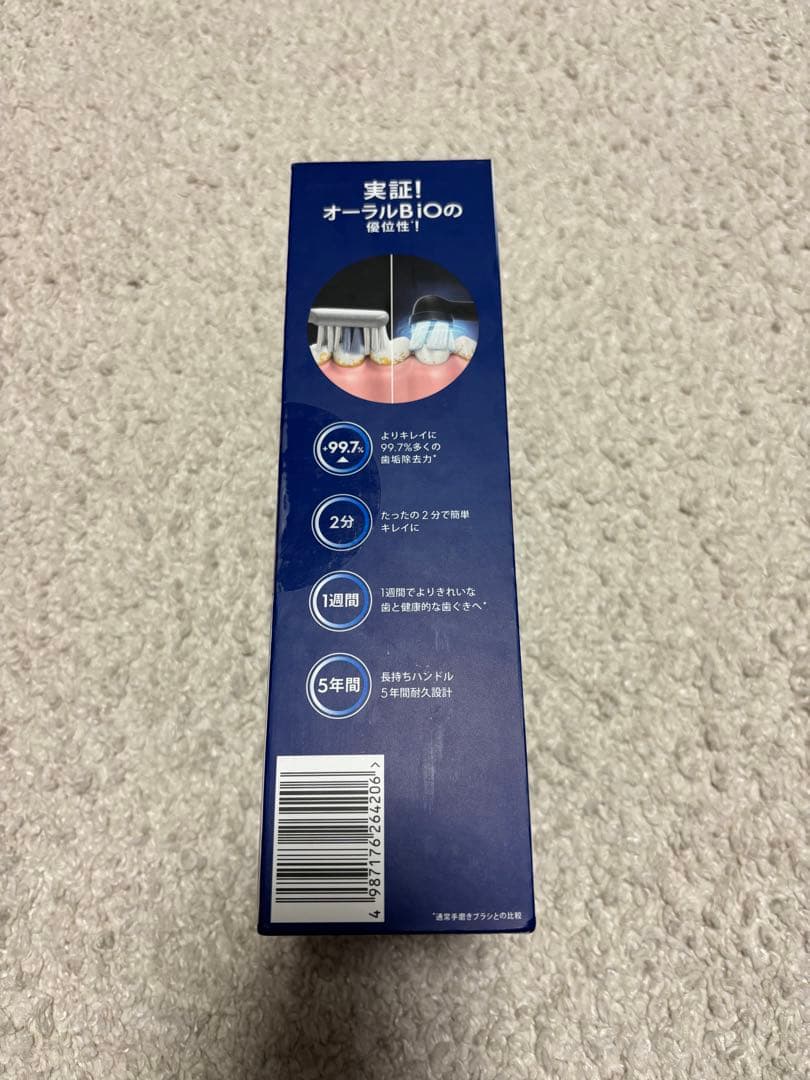 実証!
オーラルB iOの
優位性*!
+99.7%
よりキレイに
99.7%多くの
歯垢除去力*
2分
たったの2分で簡単
キレイに
1週間
1週間でよりきれいな
歯と健康的な歯ぐきへ*
5年間
長持ちハンドル
5年間耐久設計
4 987176 264206 >
*通常手磨きブラシとの比較